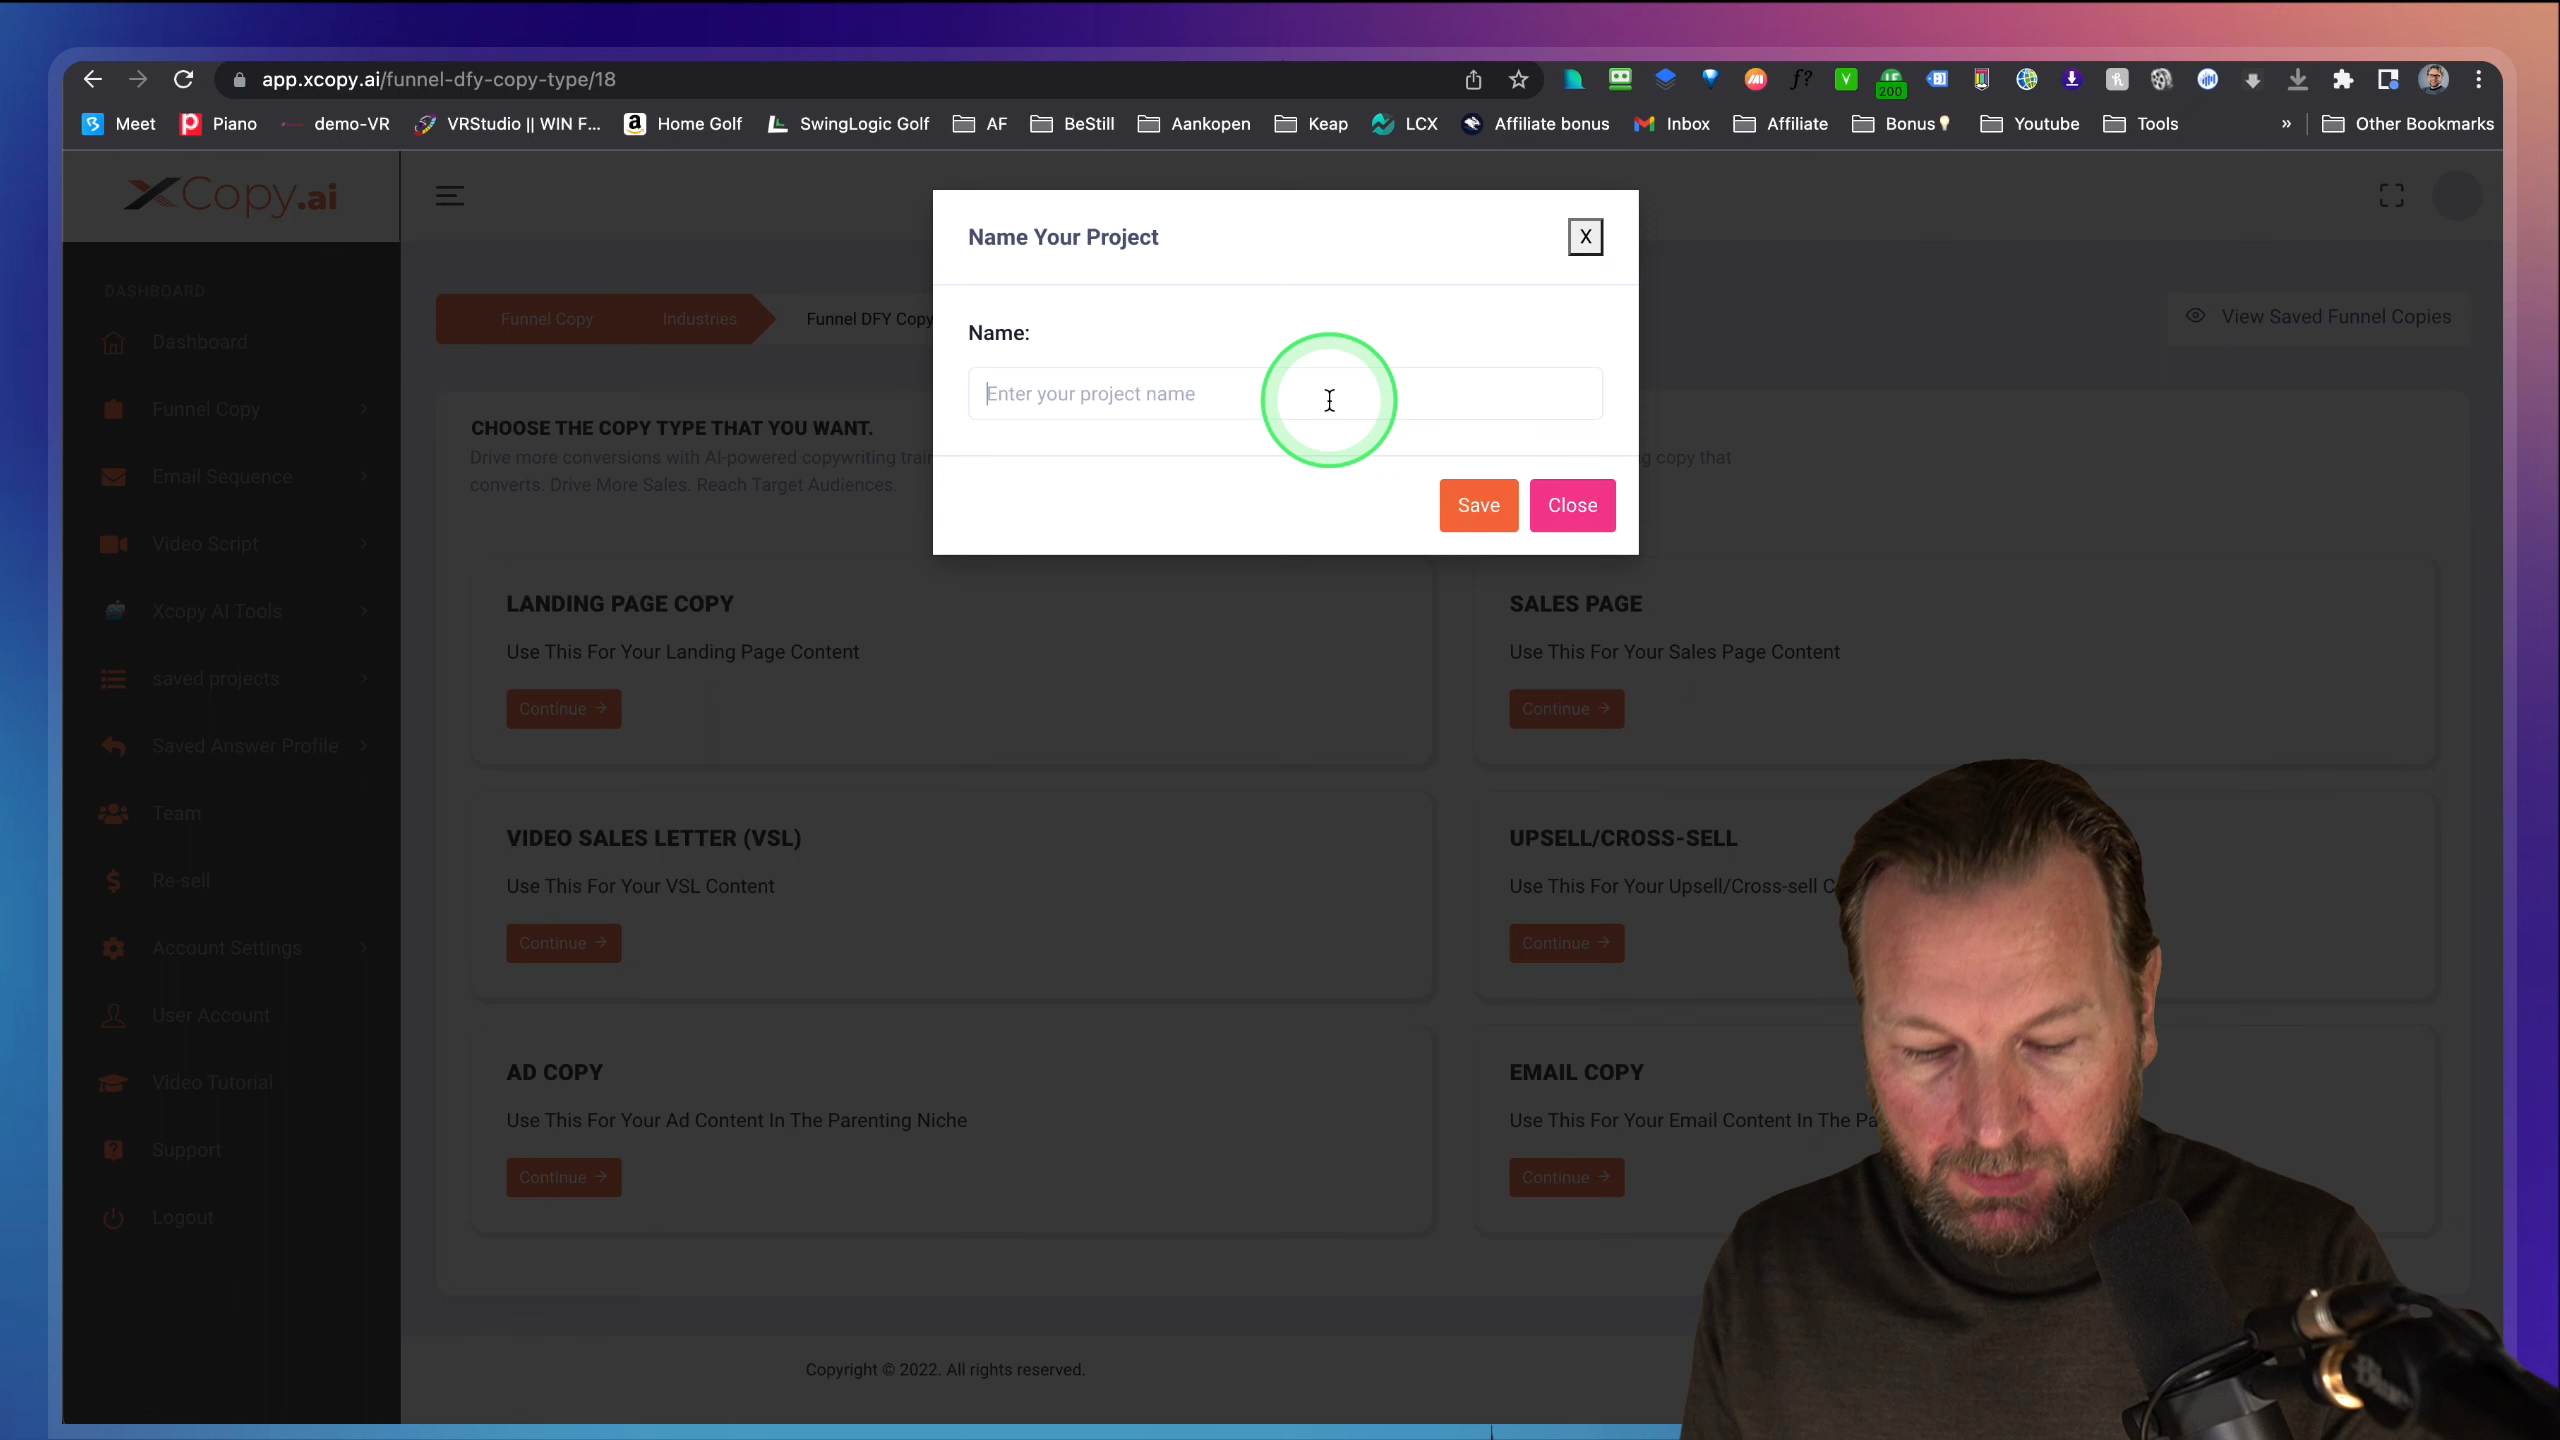 app.xcopy.ai/funnel-dfy-copy-type/18
200
Meet
Piano
demo-VR
VRStudio || WIN F...
Home Golf
SwingLogic Golf
AF
BeStill
Aankopen
Keap
LCX
Affiliate bonus
Inbox
Affiliate
Bonus
Youtube
Tools
»
Other Bookmarks
XCopy.ai
DASHBOARD
Dashboard
Funnel Copy
Email Sequence
Video Script
Xcopy AI Tools
saved projects
Saved Answer Profile
Team
Re-sell
Account Settings
User Account
Video Tutorial
Support
Logout
Funnel Copy
Industries
Funnel DFY Copy
View Saved Funnel Copies
Name Your Project
X
Name:
Enter your project name
Save
Close
CHOOSE THE COPY TYPE THAT YOU WANT.
Drive more conversions with AI-powered copywriting copy that
converts. Drive More Sales. Reach Target Audiences.
LANDING PAGE COPY
Use This For Your Landing Page Content
Continue →
SALES PAGE
Use This For Your Sales Page Content
Continue →
VIDEO SALES LETTER (VSL)
Use This For Your VSL Content
Continue →
UPSELL/CROSS-SELL
Use This For Your Upsell/Cross-sell
Continue →
AD COPY
Use This For Your Ad Content In The Parenting Niche
Continue →
EMAIL COPY
Use This For Your Email Content In The
Continue →
Copyright © 2022. All rights reserved.